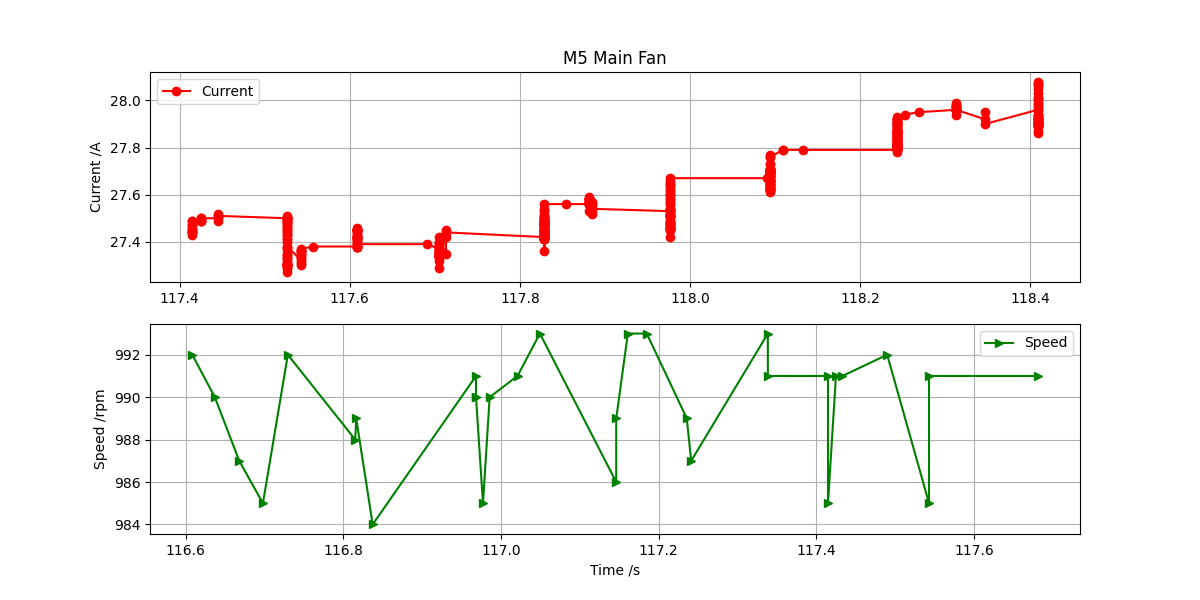 M5 Main Fan
Current /A
28.0
27.8
27.6
27.4
Current
117.4 117.6 117.8 118.0 118.2 118.4
Speed /rpm
992
990
988
986
984
Speed
116.6 116.8 117.0 117.2 117.4 117.6
Time /s